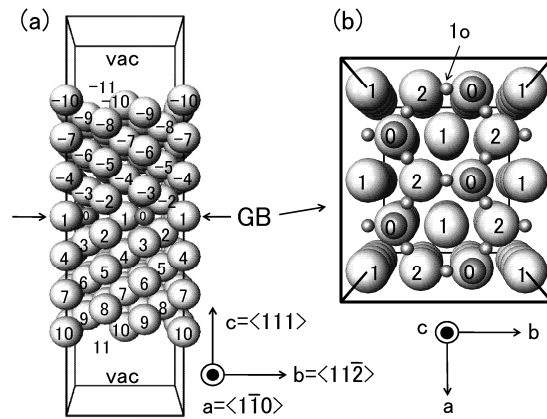 (a)
vac
-11
-10 -10 -10
-9 -8 -9 -8
-7 -7 -7
-6 -5 -6 -5
-4 -4 -4
-3 -2 -3 -2
1 0 1 0 1
GB
3 2 3 2
4 4 4
6 5 6 5
7 7 7
9 8 9 8
10 10 10
11
vac
c=<111>
b=<112̅>
a=<11̅0>
(b)
1o
1 2 0 1
0 1 2
1 2 0 1
0 1 2
1 2 0 1
c b
a